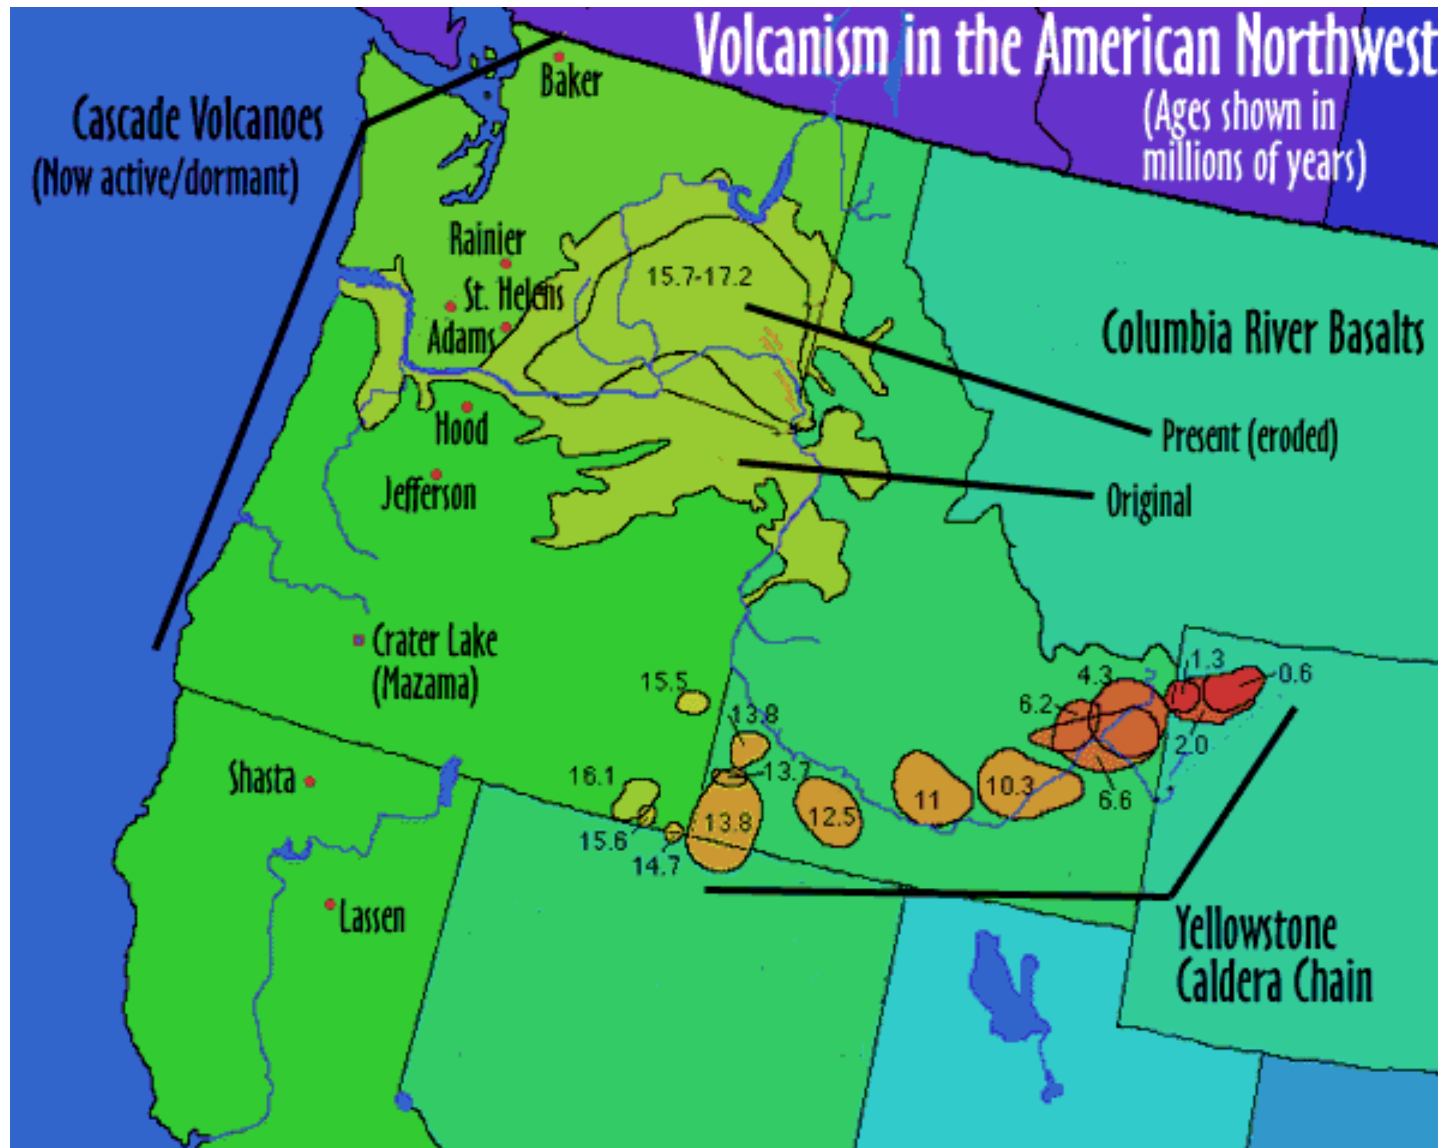 Volcanism in the American Northwest
(Ages shown in
millions of years)
Baker
Cascade Volcanoes
(Now active/dormant)
Rainier
St. Helens
Adams
15.7-17.2
Columbia River Basalts
Hood
Present (eroded)
Jefferson
Original
Crater Lake
(Mazama)
15.5
4.3
1.3
0.6
6.2
13.8
2.0
Shasta
16.1
13.7
10.3
11
6.6
12.5
13.8
15.6
14.7
Lassen
Yellowstone
Caldera Chain